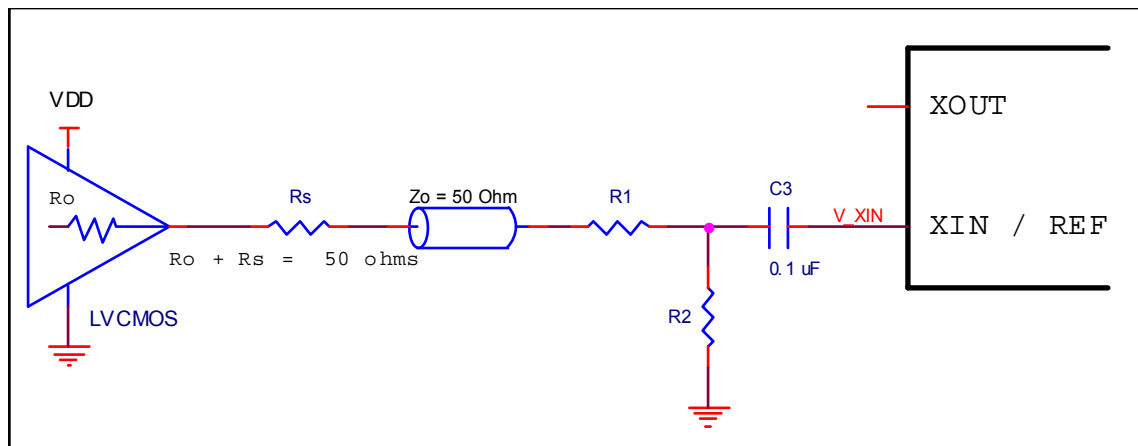 VDD
Ro
Rs
Zo = 50 Ohm
R1
C3
V_XIN
XOUT
XIN / REF
Ro + Rs = 50 ohms
0.1 uF
LVCMOS
R2